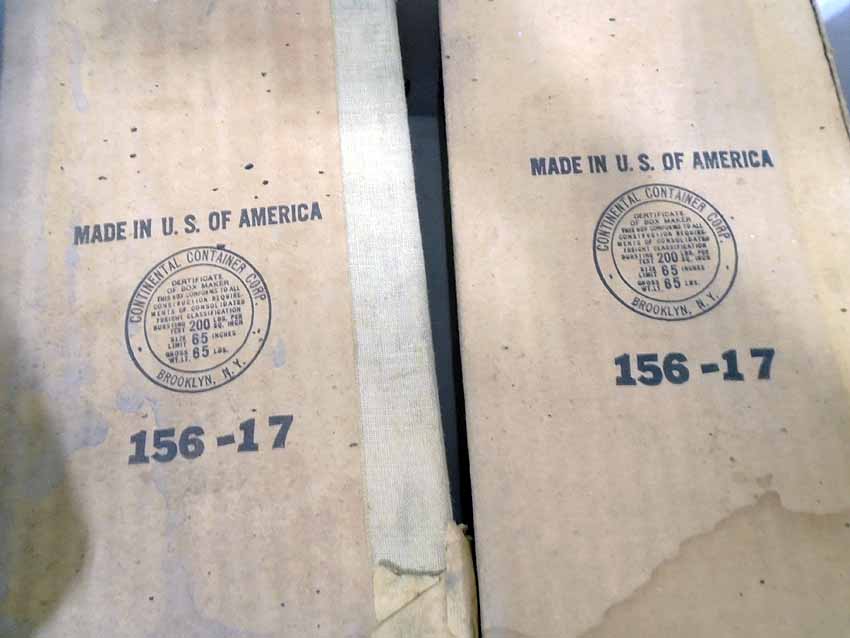 MADE IN U. S. OF AMERICA
CONTINENTAL CONTAINER CORP.
CERTIFICATE
OF BOX MAKER
THIS BOX CONFORMS TO ALL
CONSTRUCTION REQUIRE-
MENTS OF CONSOLIDATED
FREIGHT CLASSIFICATION
BURSTING 200 LBS. PER
TEST SQ. INCH
SIZE 65 INCHES
LIMIT
GROSS 65 LBS.
WT. LT.
BROOKLYN, N. Y.
156-17
MADE IN U. S. OF AMERICA
CONTINENTAL CONTAINER CORP.
CERTIFICATE
OF BOX MAKER
THIS BOX CONFORMS TO ALL
CONSTRUCTION REQUIRE-
MENTS OF CONSOLIDATED
FREIGHT CLASSIFICATION
BURSTING 200 LBS. PER
TEST SQ. INCH
SIZE 65 INCHES
LIMIT
GROSS 65 LBS.
WT. LT.
BROOKLYN, N. Y.
156-17